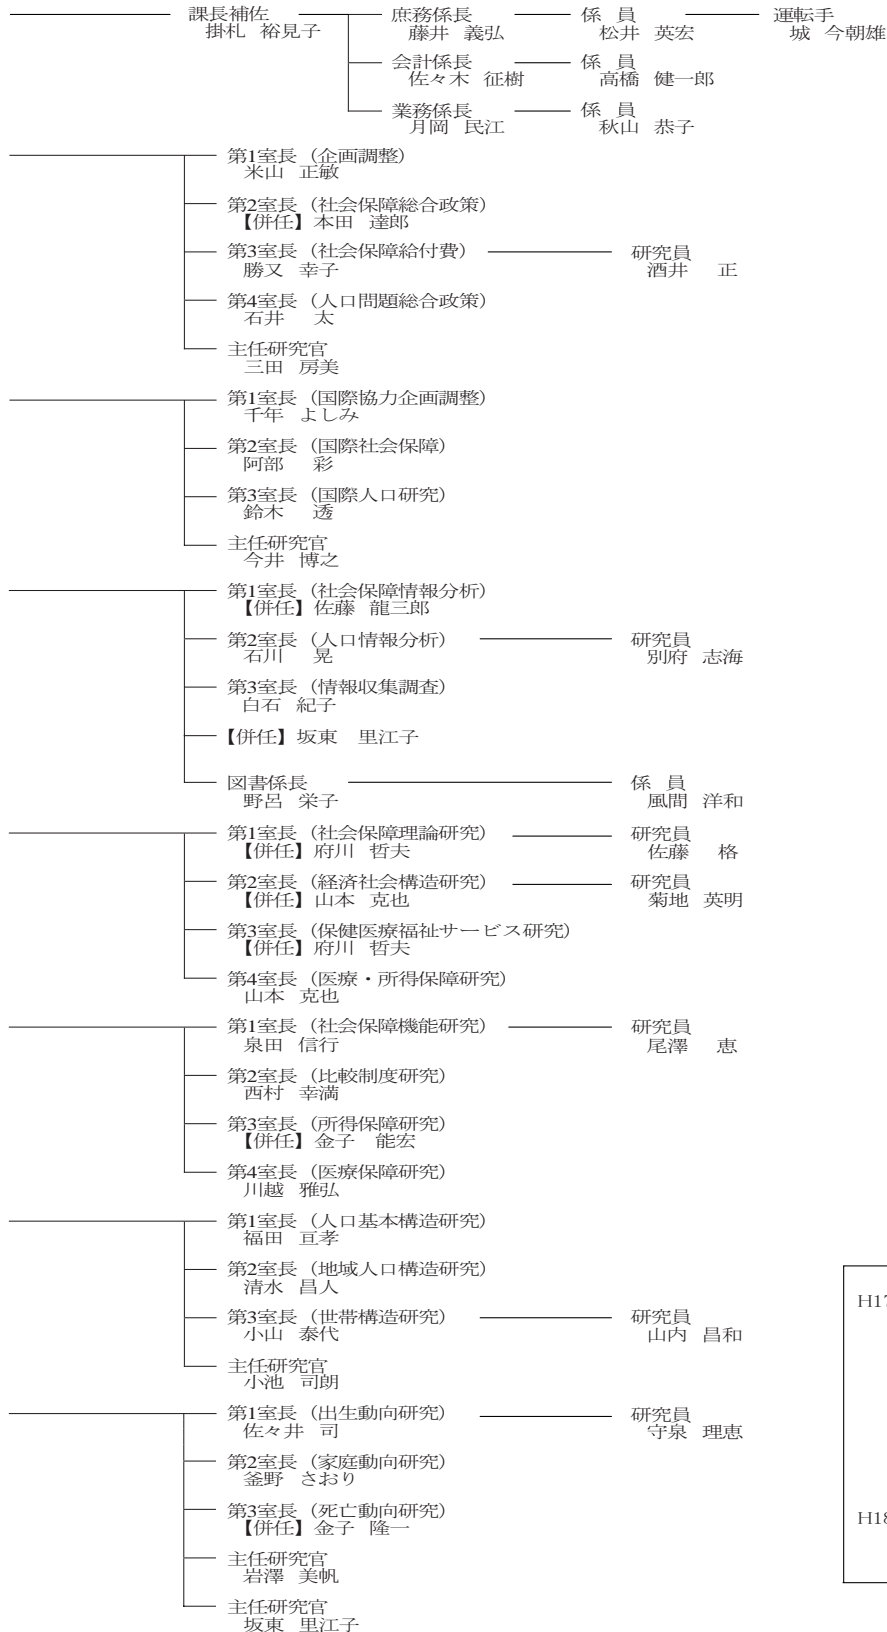 課長補佐 庶務係長 係 員 運転手
掛札 裕見子 藤井 義弘 松井 英宏 城 今朝雄
会計係長 係 員
佐々木 征樹 高橋 健一郎
業務係長 係 員
月岡 民江 秋山 恭子
第1室長（企画調整）
米山 正敏
第2室長（社会保障総合政策）
【併任】本田 達郎
第3室長（社会保障給付費） 研究員
勝又 幸子 酒井 正
第4室長（人口問題総合政策）
石井 太
主任研究官
三田 房美
第1室長（国際協力企画調整）
千年 よしみ
第2室長（国際社会保障）
阿部 彩
第3室長（国際人口研究）
鈴木 透
主任研究官
今井 博之
第1室長（社会保障情報分析）
【併任】佐藤 龍三郎
第2室長（人口情報分析） 研究員
石川 晃 別府 志海
第3室長（情報収集調査）
白石 紀子
【併任】坂東 里江子
図書係長 係 員
野呂 栄子 風間 洋和
第1室長（社会保障理論研究） 研究員
【併任】府川 哲夫 佐藤 格
第2室長（経済社会構造研究） 研究員
【併任】山本 克也 菊地 英明
第3室長（保健医療福祉サービス研究）
【併任】府川 哲夫
第4室長（医療・所得保障研究）
山本 克也
第1室長（社会保障機能研究） 研究員
泉田 信行 尾澤 恵
第2室長（比較制度研究）
西村 幸満
第3室長（所得保障研究）
【併任】金子 能宏
第4室長（医療保障研究）
川越 雅弘
第1室長（人口基本構造研究）
福田 亘孝
第2室長（地域人口構造研究）
清水 昌人
H17
第3室長（世帯構造研究） 研究員
小山 泰代 山内 昌和
主任研究官
小池 司朗
第1室長（出生動向研究） 研究員
佐々井 司 守泉 理恵
第2室長（家庭動向研究）
釜野 さおり
第3室長（死亡動向研究）
【併任】金子 隆一
H18
主任研究官
岩澤 美帆
主任研究官
坂東 里江子